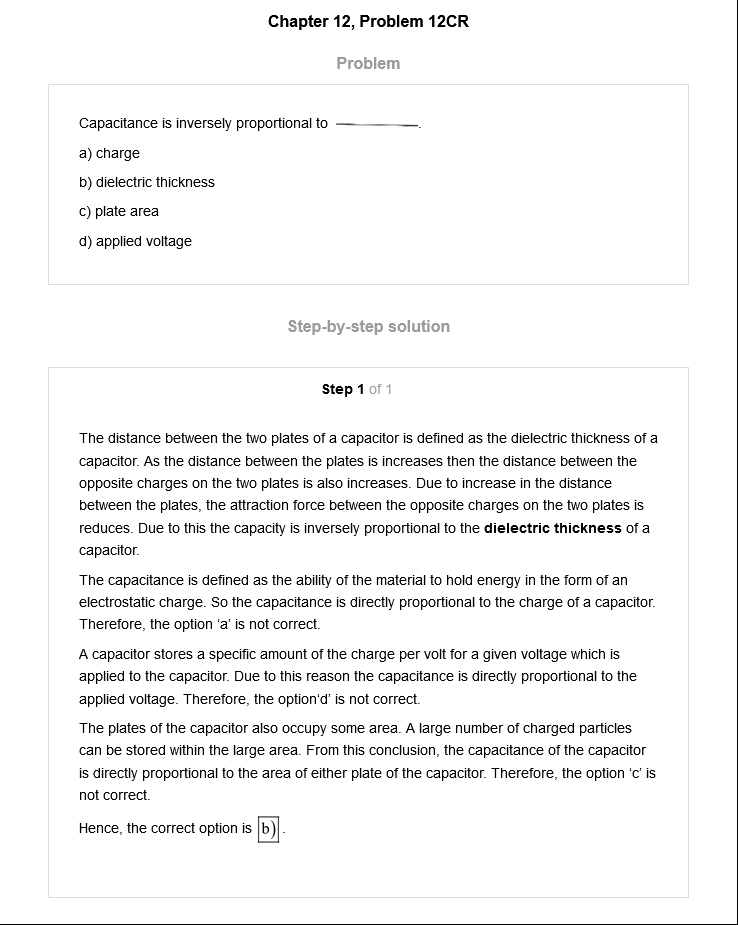 Chapter 12, Problem 12CR
Problem
Capacitance is inversely proportional to ________.
a) charge
b) dielectric thickness
c) plate area
d) applied voltage
Step-by-step solution
Step 1 of 1
The distance between the two plates of a capacitor is defined as the dielectric thickness of a
capacitor. As the distance between the plates is increases then the distance between the
opposite charges on the two plates is also increases. Due to increase in the distance
between the plates, the attraction force between the opposite charges on the two plates is
reduces. Due to this the capacity is inversely proportional to the dielectric thickness of a
capacitor.
The capacitance is defined as the ability of the material to hold energy in the form of an
electrostatic charge. So the capacitance is directly proportional to the charge of a capacitor.
Therefore, the option ‘a’ is not correct.
A capacitor stores a specific amount of the charge per volt for a given voltage which is
applied to the capacitor. Due to this reason the capacitance is directly proportional to the
applied voltage. Therefore, the option‘d’ is not correct.
The plates of the capacitor also occupy some area. A large number of charged particles
can be stored within the large area. From this conclusion, the capacitance of the capacitor
is directly proportional to the area of either plate of the capacitor. Therefore, the option ‘c’ is
not correct.
Hence, the correct option is b).